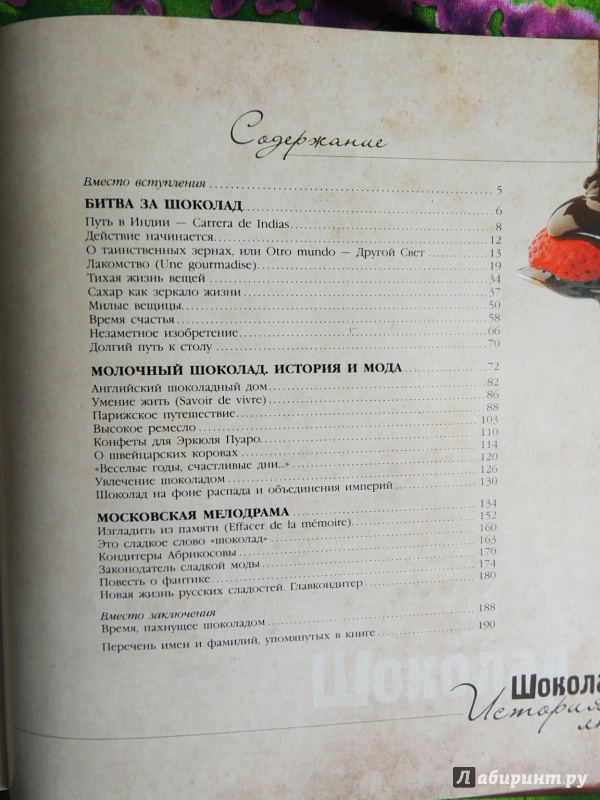 Содержание
Вместо вступления 5
БИТВА ЗА ШОКОЛАД 6
Путь в Индии — Carrera de Indias 8
Действие начинается 12
О таинственных зернах, или Otro mundo — Другой Свет 13
Лакомство (Une gourmadise) 19
Тихая жизнь вещей 34
Сахар как зеркало жизни 37
Милые вещицы 50
Время счастья 58
Незаметное изобретение 66
Долгий путь к столу 70
МОЛОЧНЫЙ ШОКОЛАД. ИСТОРИЯ И МОДА 72
Английский шоколадный дом 82
Умение жить (Savoir de vivre) 86
Парижское путешествие 88
Высокое ремесло 103
Конфеты для Эркюля Пуаро 110
О швейцарских коровах 114
«Веселые годы, счастливые дни...» 120
Увлечение шоколадом 126
Шоколад на фоне распада и объединения империй 130
МОСКОВСКАЯ МЕЛОДРАМА 134
Изгладить из памяти (Effacer de la mémoire) 152
Это сладкое слово «шоколад» 160
Кондитеры Абрикосовы 163
Законодатель сладкой моды 170
Повесть о фантике 174
Новая жизнь русских сладостей. Главкондитер 180
Вместо заключения
Время, пахнущее шоколадом 188
Перечень имен и фамилий, упомянутых в книге 190
Шоколад
История
Лабиринт.ру